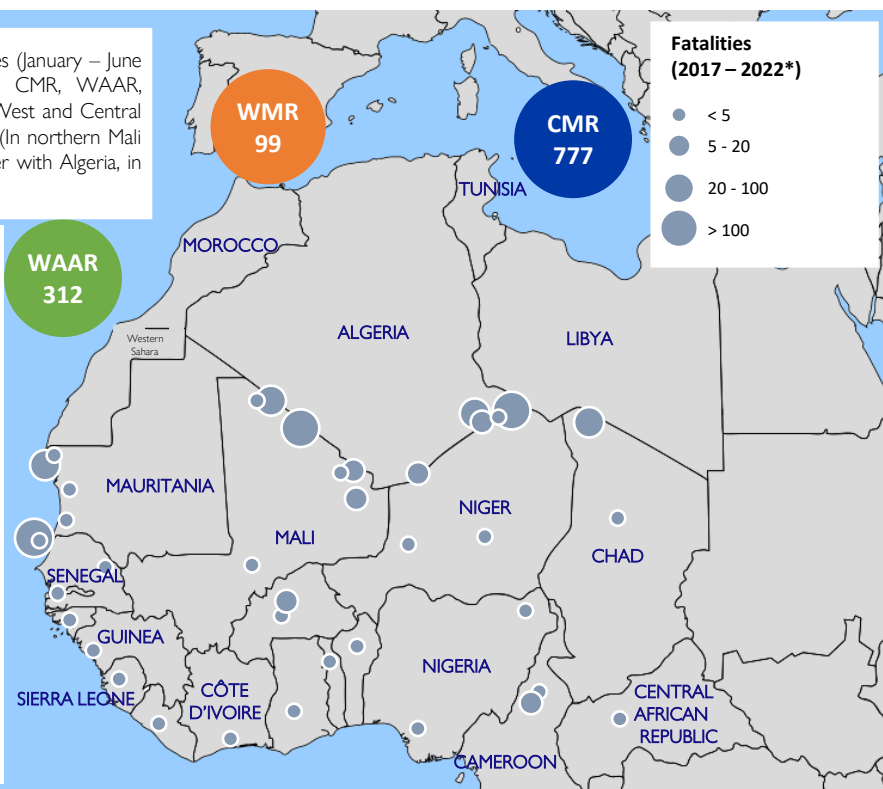 es (January – June
CMR, WAAR,
West and Central
(In northern Mali
er with Algeria, in
Fatalities
(2017 – 2022*)
< 5
5 - 20
20 - 100
> 100
WMR
99
CMR
777
WAAR
312
TUNISIA
MOROCCO
ALGERIA
LIBYA
Western
Sahara
MAURITANIA
MALI
NIGER
CHAD
SENEGAL
GUINEA
SIERRA LEONE
CÔTE
D'IVOIRE
NIGERIA
CENTRAL
AFRICAN
REPUBLIC
CAMEROON